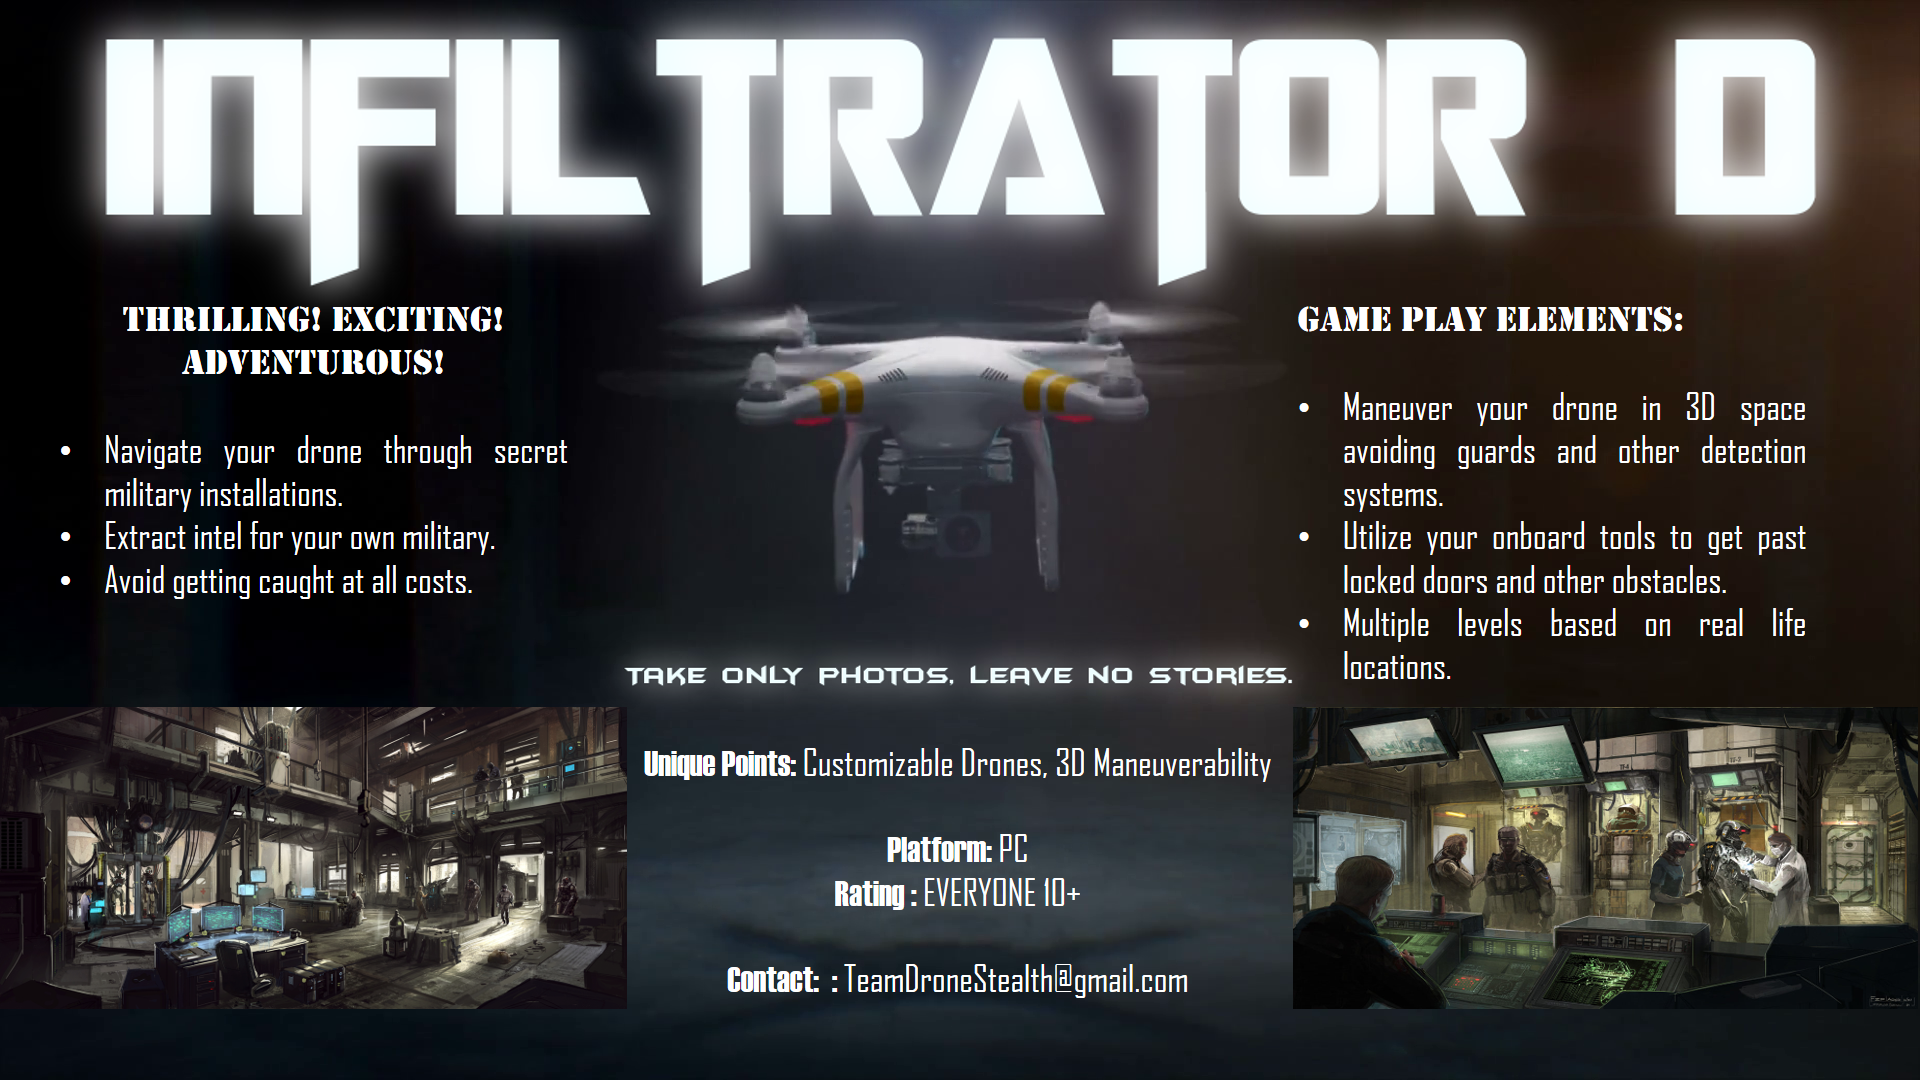 INFILTRATOR D
THRILLING! EXCITING!
ADVENTUROUS!
• Navigate your drone through secret
military installations.
• Extract intel for your own military.
• Avoid getting caught at all costs.
GAME PLAY ELEMENTS:
• Maneuver your drone in 3D space
avoiding guards and other detection
systems.
• Utilize your onboard tools to get past
locked doors and other obstacles.
• Multiple levels based on real life
locations.
TAKE ONLY PHOTOS, LEAVE NO STORIES.
Unique Points: Customizable Drones, 3D Maneuverability
Platform: PC
Rating : EVERYONE 10+
Contact: : TeamDroneStealth@gmail.com